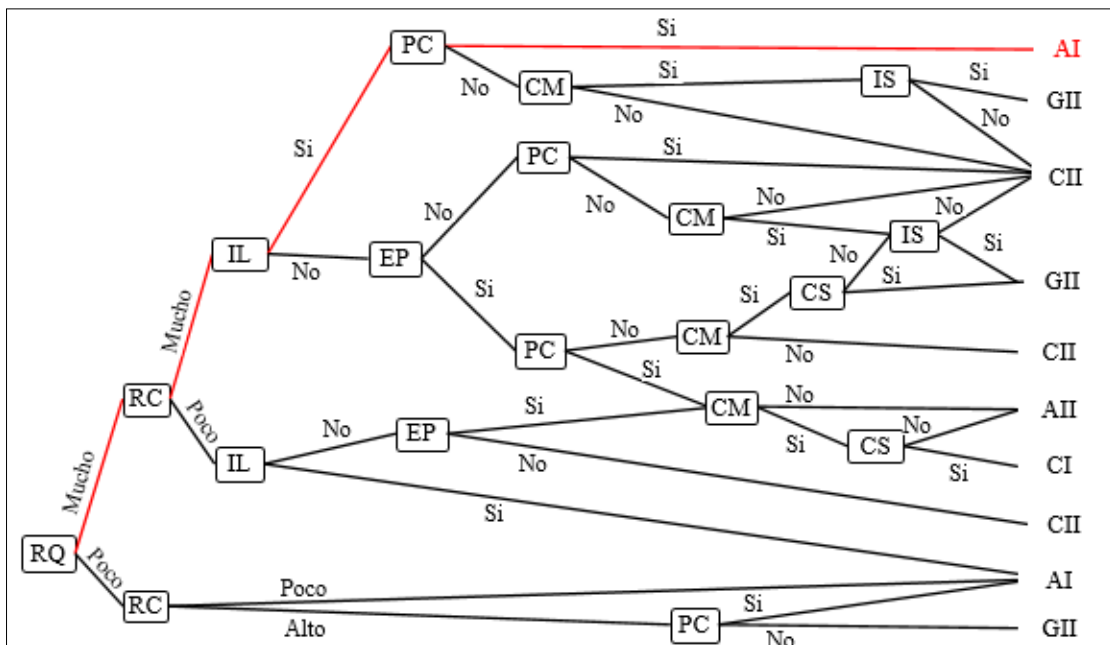 Si
PC
AI
No
CM
Si
IS
Si
GII
No
No
Si
PC
Si
CII
No
No
CM
No
Si
IS
No
Si
IL
No
EP
No
CS
Si
GII
Si
Si
Mucho
PC
No
CM
No
CII
Si
RC
Poco
No
EP
Si
CM
No
AII
Si
CS
No
CI
Si
IL
No
Si
CII
Mucho
RQ
Poco
RC
Poco
AI
Si
Alto
PC
No
GII